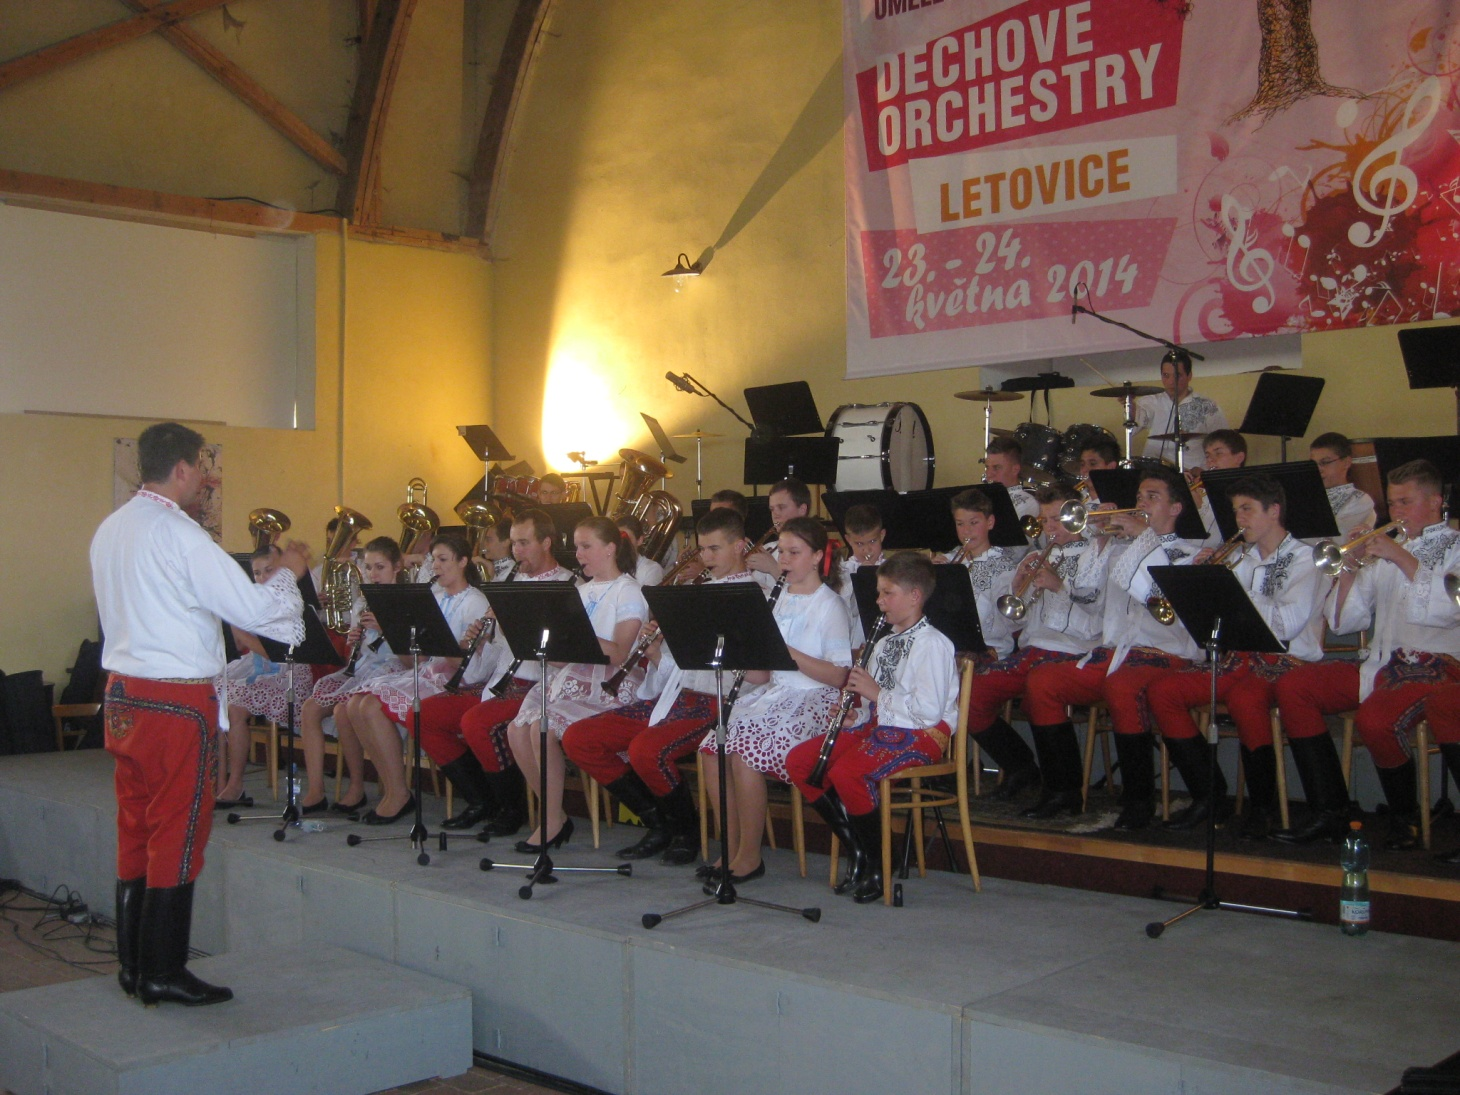 DECHOVÉ
ORCHESTRY
LETOVICE
23. - 24.
května 2014